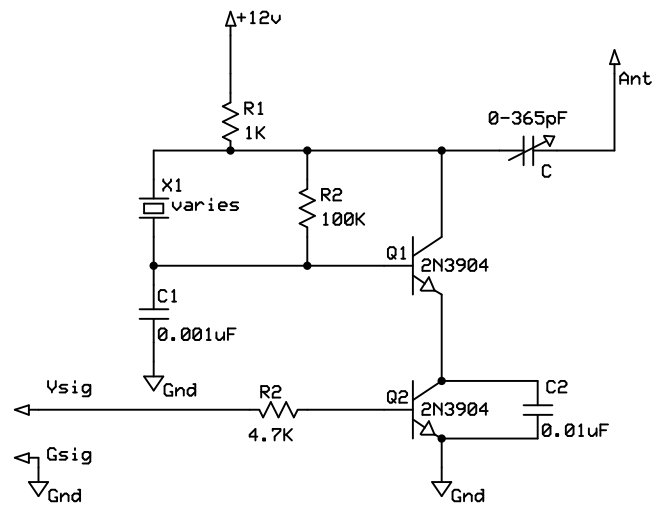 +12v
R1
1K
Ant
0-365pF
C
X1
varies
R2
100K
Q1
2N3904
C1
0.001uF
Gnd
Vsig
R2
4.7K
Q2
2N3904
C2
0.01uF
Gsig
Gnd
Gnd